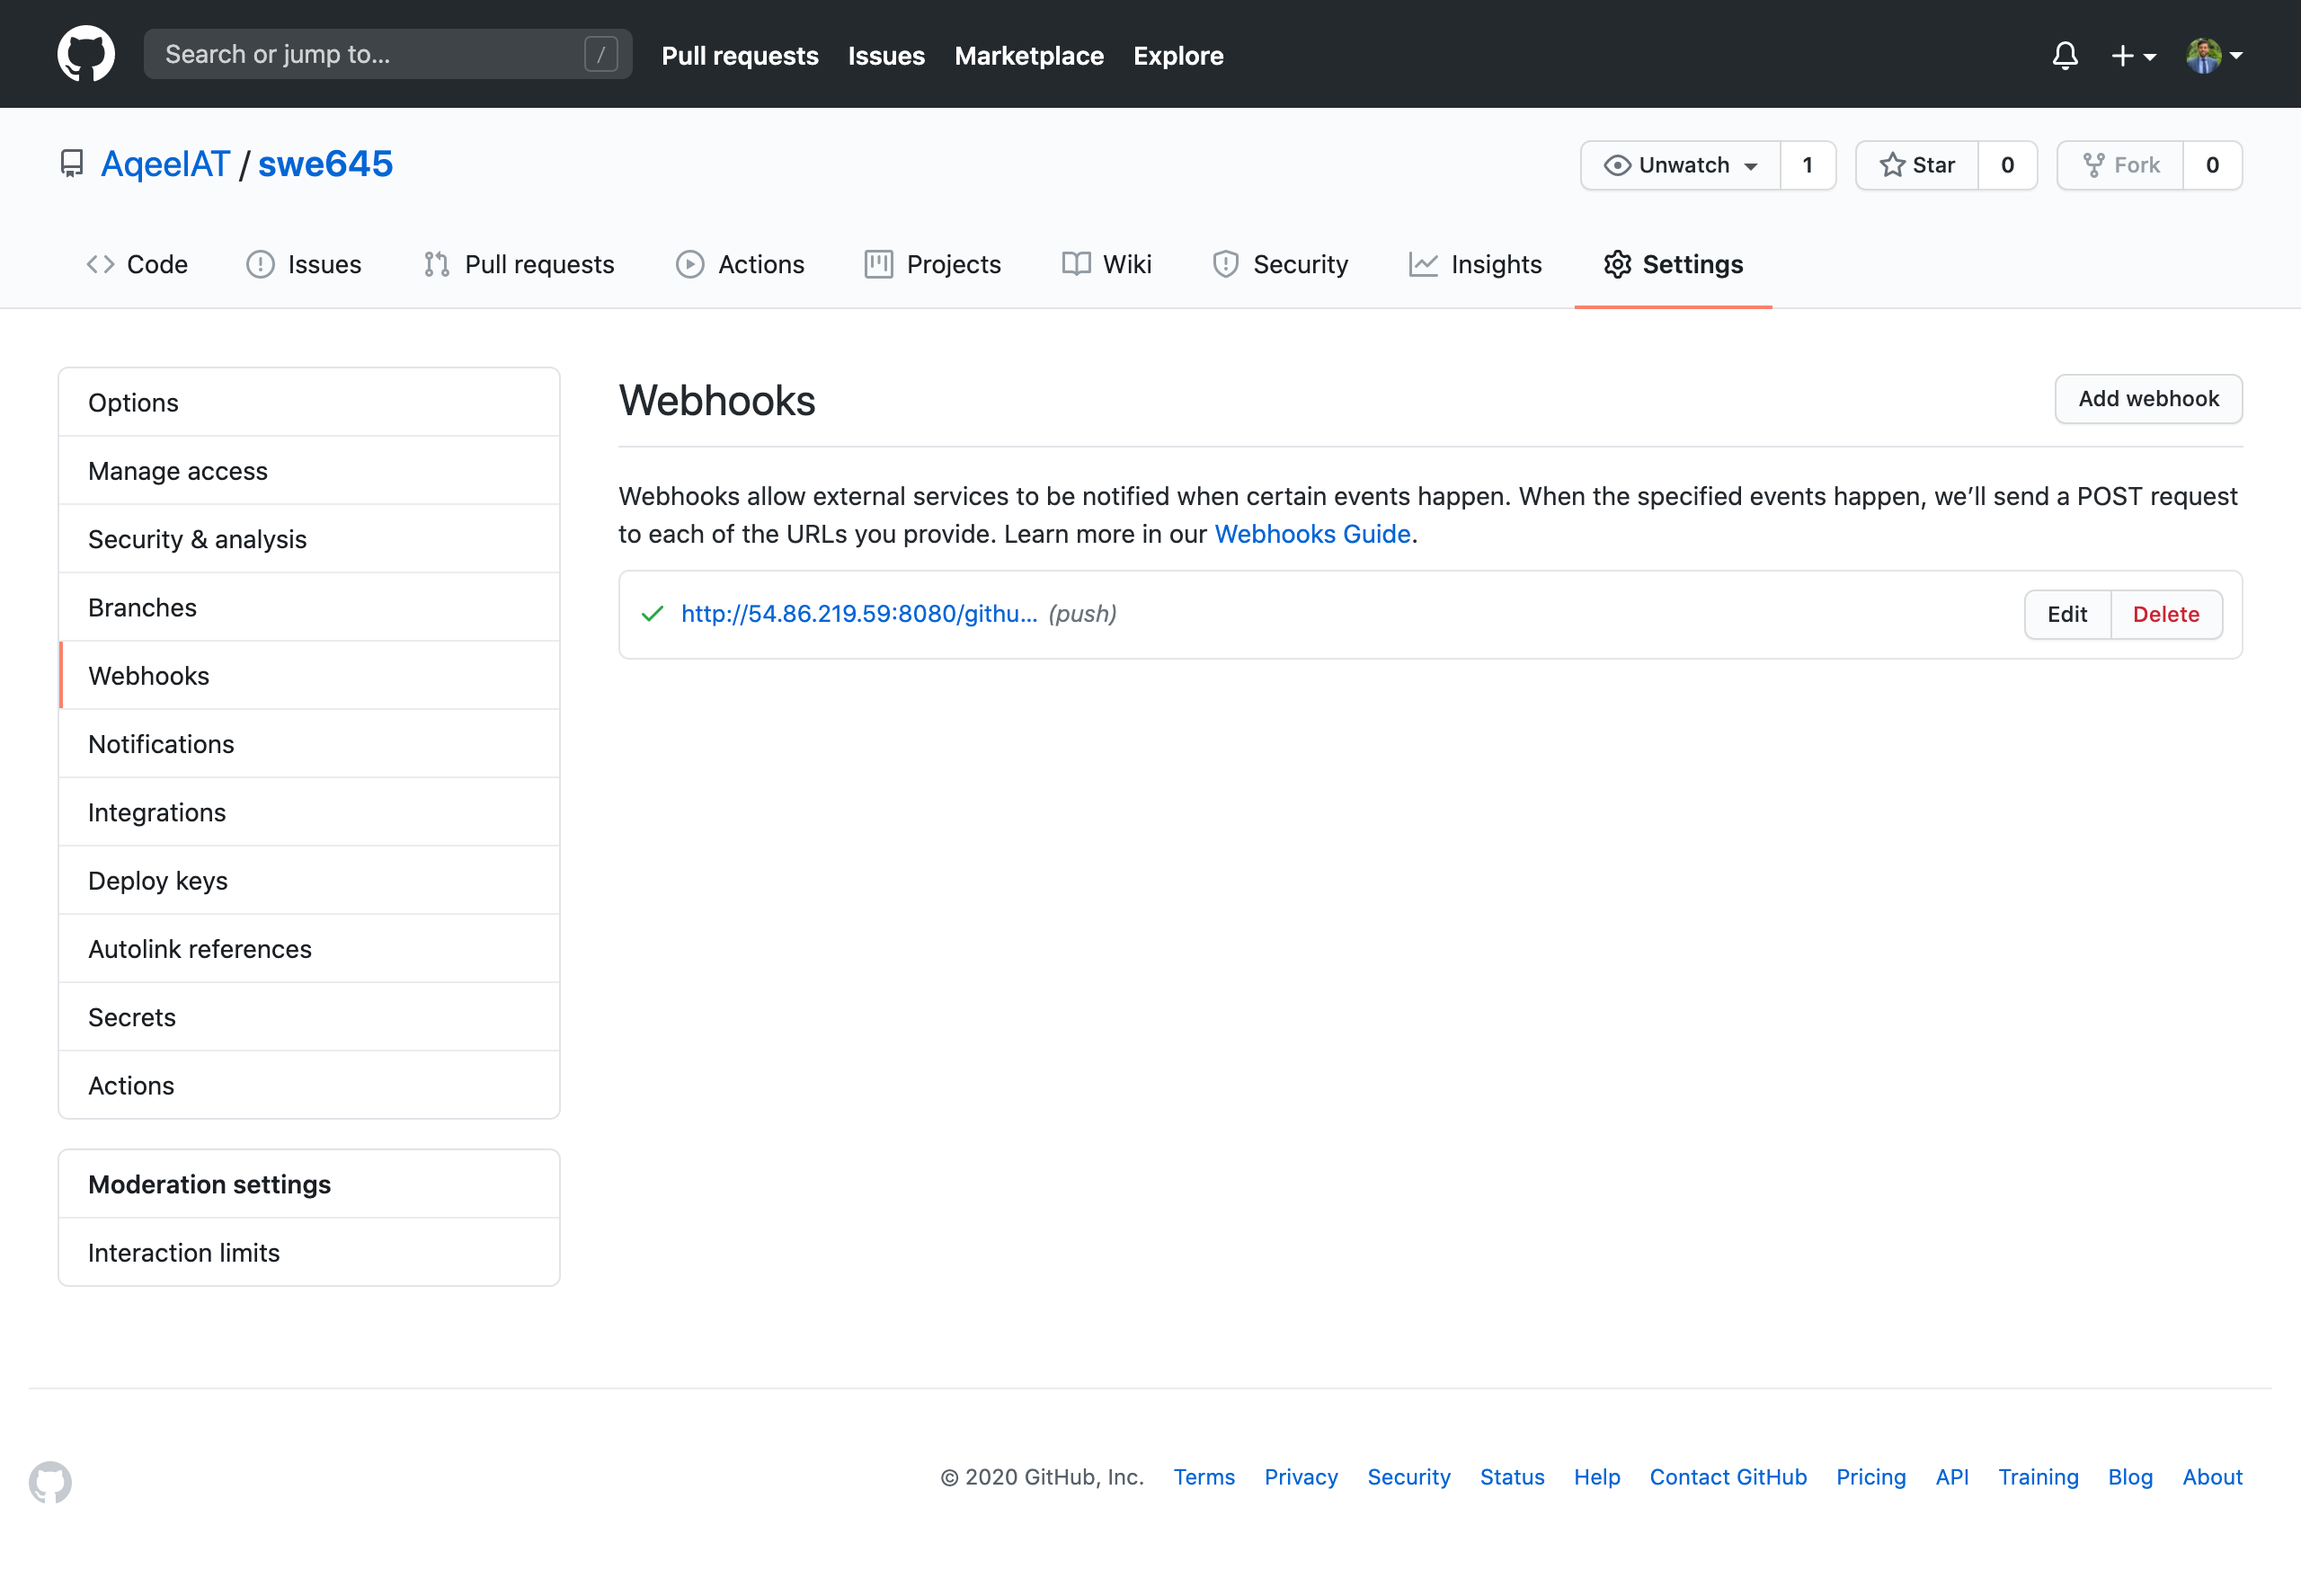 Search or jump to...
/
Pull requests
Issues
Marketplace
Explore
AqeelAT / swe645
Unwatch
1
Star
0
Fork
0
Code
Issues
Pull requests
Actions
Projects
Wiki
Security
Insights
Settings
Options
Manage access
Security & analysis
Branches
Webhooks
Notifications
Integrations
Deploy keys
Autolink references
Secrets
Actions
Moderation settings
Interaction limits
Webhooks
Add webhook
Webhooks allow external services to be notified when certain events happen. When the specified events happen, we’ll send a POST request
to each of the URLs you provide. Learn more in our Webhooks Guide.
http://54.86.219.59:8080/githu... (push)
Edit
Delete
© 2020 GitHub, Inc.
Terms
Privacy
Security
Status
Help
Contact GitHub
Pricing
API
Training
Blog
About